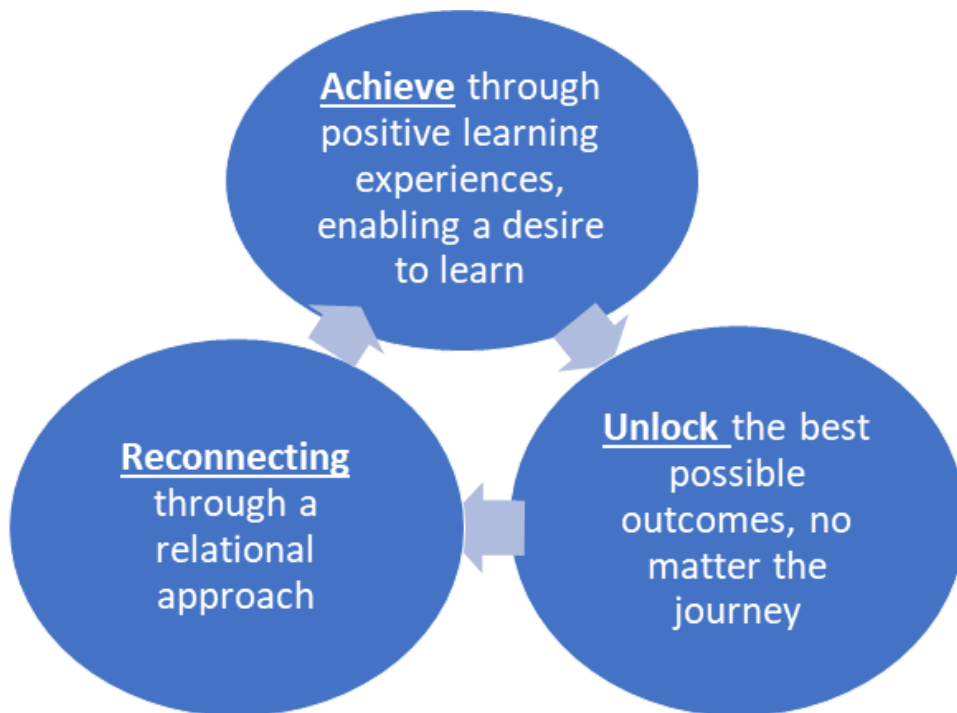 Achieve through
positive learning
experiences,
enabling a desire
to learn
Unlock the best
possible
outcomes, no
matter the
journey
Reconnecting
through a
relational
approach